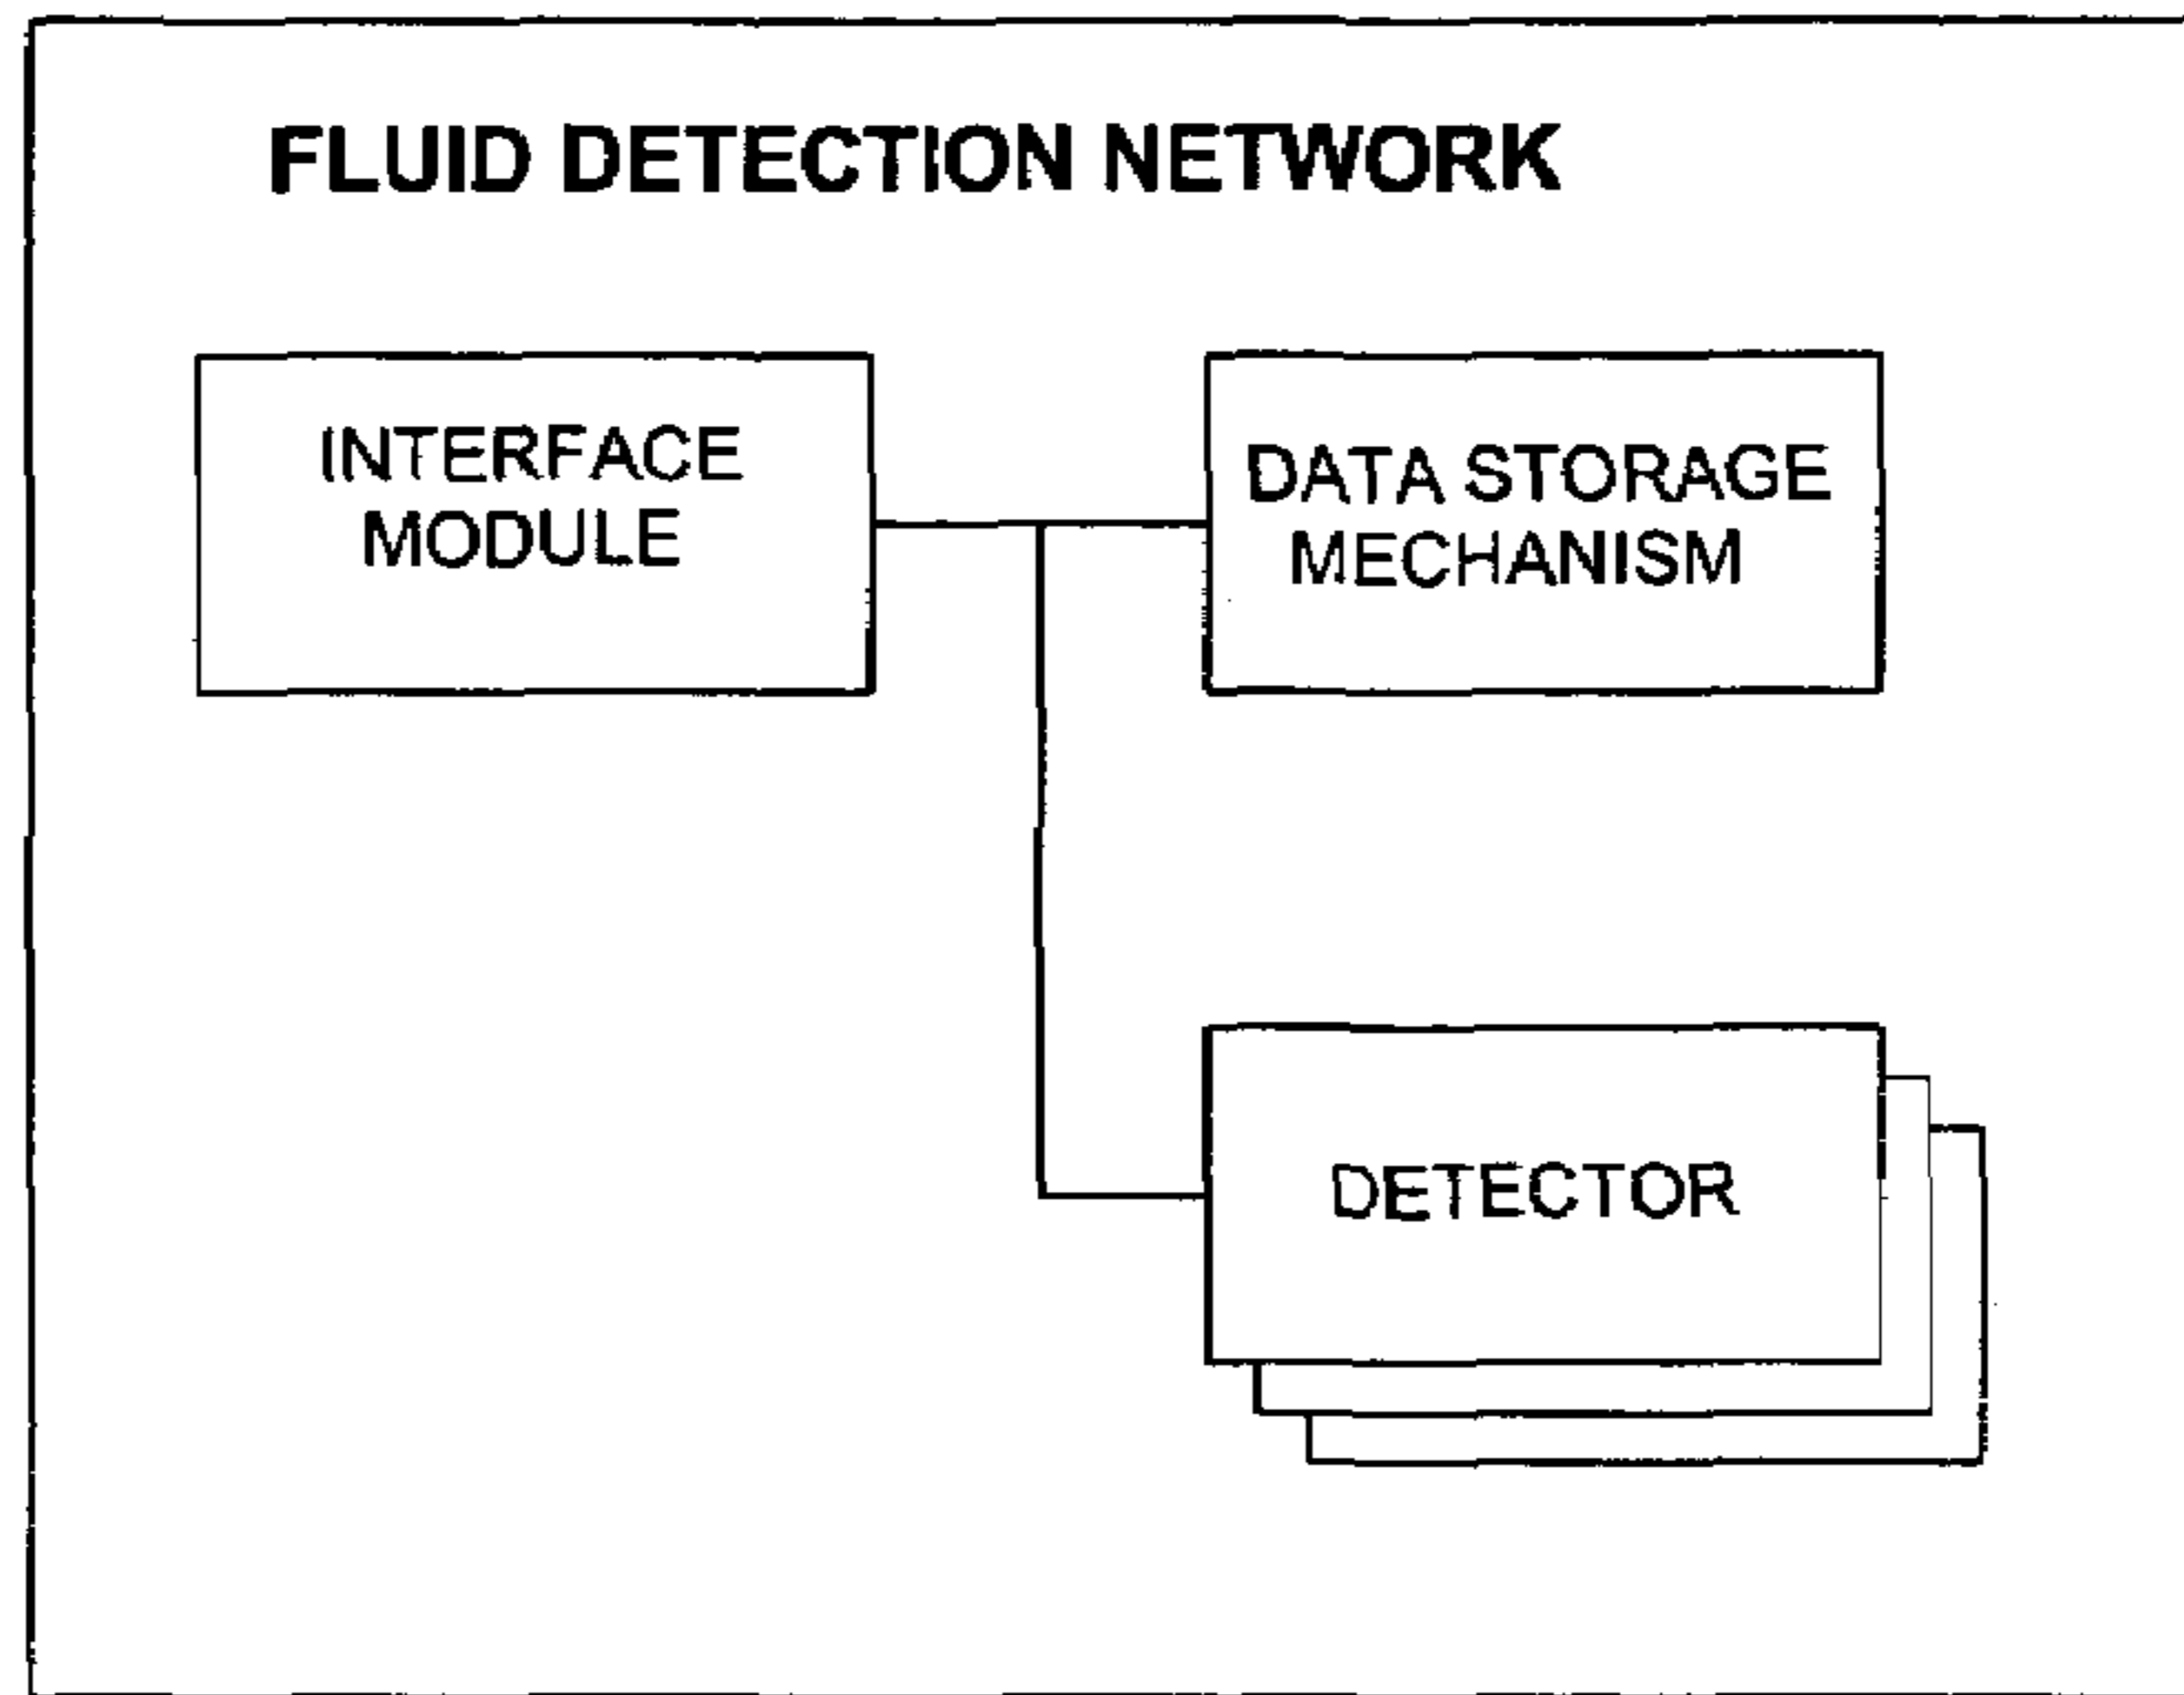 FLUID DETECTION NETWORK
INTERFACE
MODULE
DATA STORAGE
MECHANISM
DETECTOR